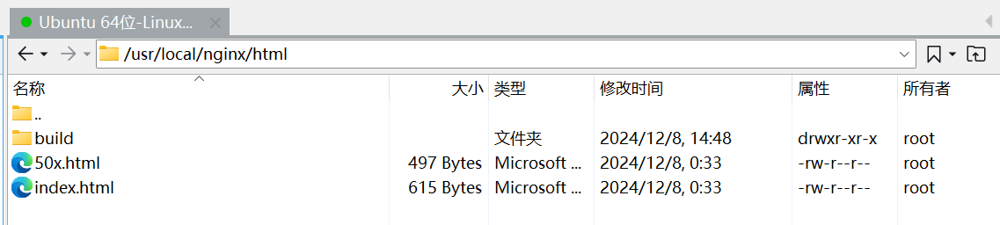 Ubuntu 64位-Linux...
/usr/local/nginx/html
名称 大小 类型 修改时间 属性 所有者
..
build 文件夹 2024/12/8, 14:48 drwxr-xr-x root
50x.html 497 Bytes Microsoft ... 2024/12/8, 0:33 -rw-r--r-- root
index.html 615 Bytes Microsoft ... 2024/12/8, 0:33 -rw-r--r-- root